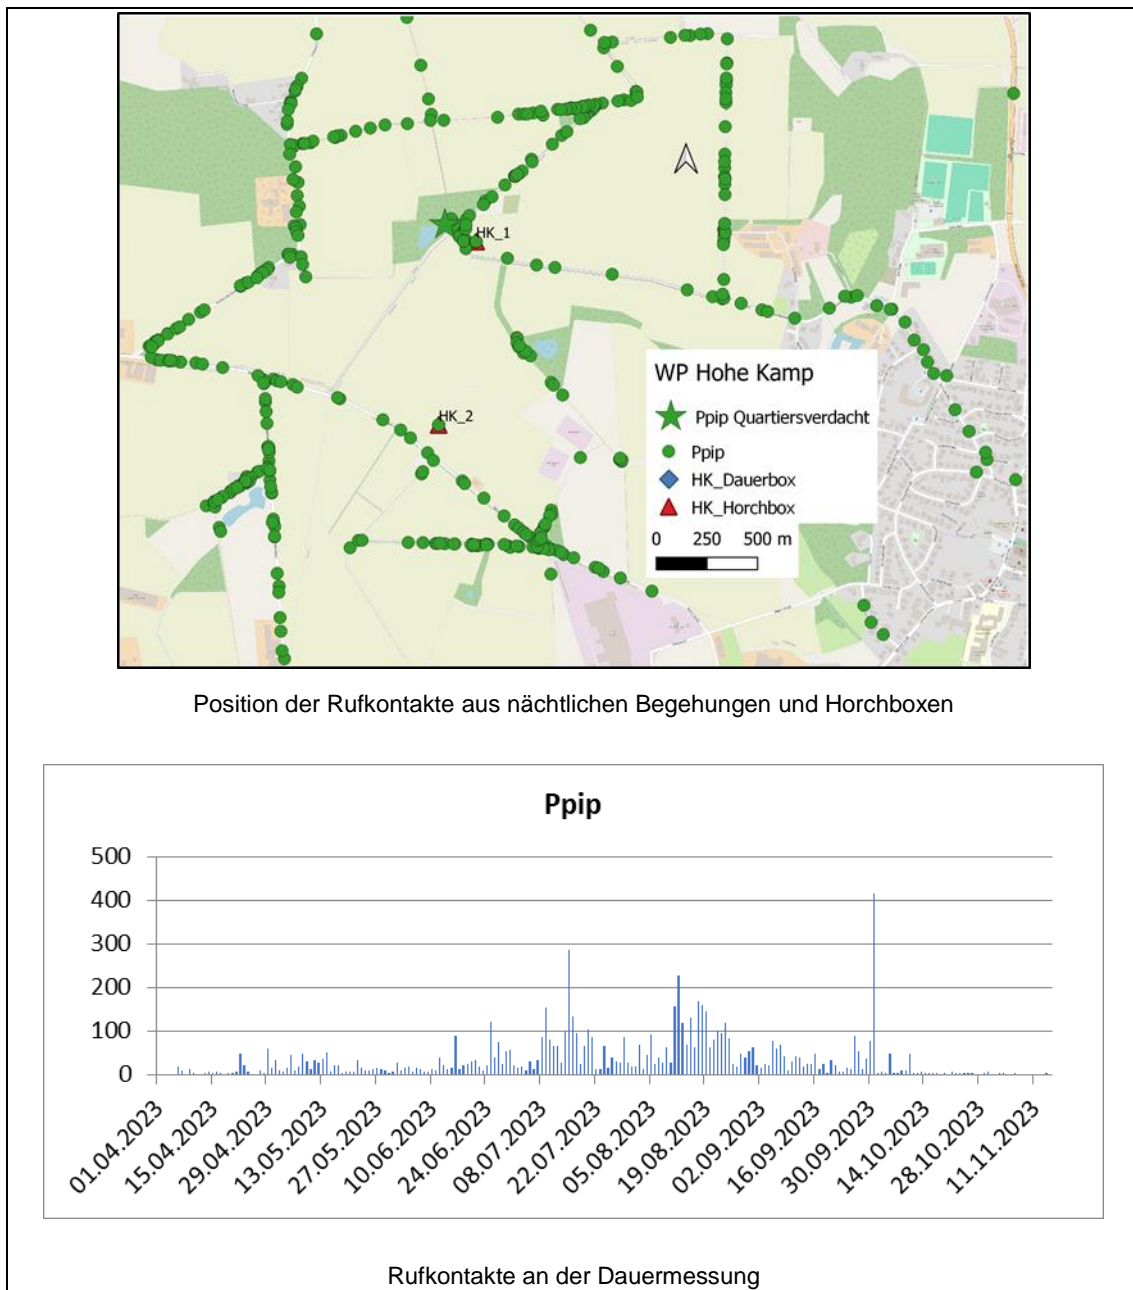 HK_1
HK_2
WP Hohe Kamp
Ppip Quartiersverdacht
Ppip
HK_Dauerbox
HK_Horchbox
0 250 500 m
Position der Rufkontakte aus nächtlichen Begehungen und Horchboxen
Ppip
500
400
300
200
100
0
01.04.2023
15.04.2023
29.04.2023
13.05.2023
27.05.2023
10.06.2023
24.06.2023
08.07.2023
22.07.2023
05.08.2023
19.08.2023
02.09.2023
16.09.2023
30.09.2023
14.10.2023
28.10.2023
11.11.2023
Rufkontakte an der Dauermessung